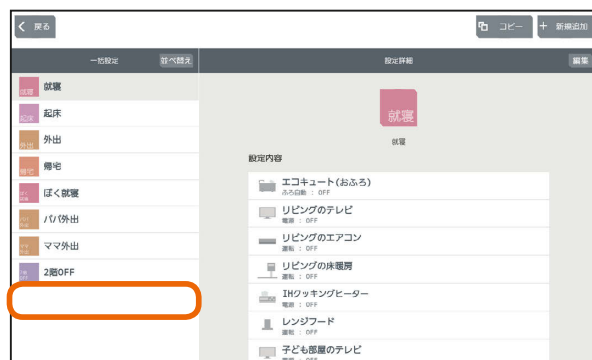 戻る
コピー
新規追加
一括設定
並べ替え
設定詳細
編集
就寝
就寝
起床
起床
外出
外出
帰宅
帰宅
ぼく就寝
パパ外出
ママ外出
2階OFF
就寝
就寝
設定内容
エコキュート(おふろ)
ふろ自動 : OFF
リビングのテレビ
電源 : OFF
リビングのエアコン
運転 : OFF
リビングの床暖房
運転 : OFF
IHクッキングヒーター
電源 : OFF
レンジフード
運転 : OFF
子ども部屋のテレビ
電源 : OFF